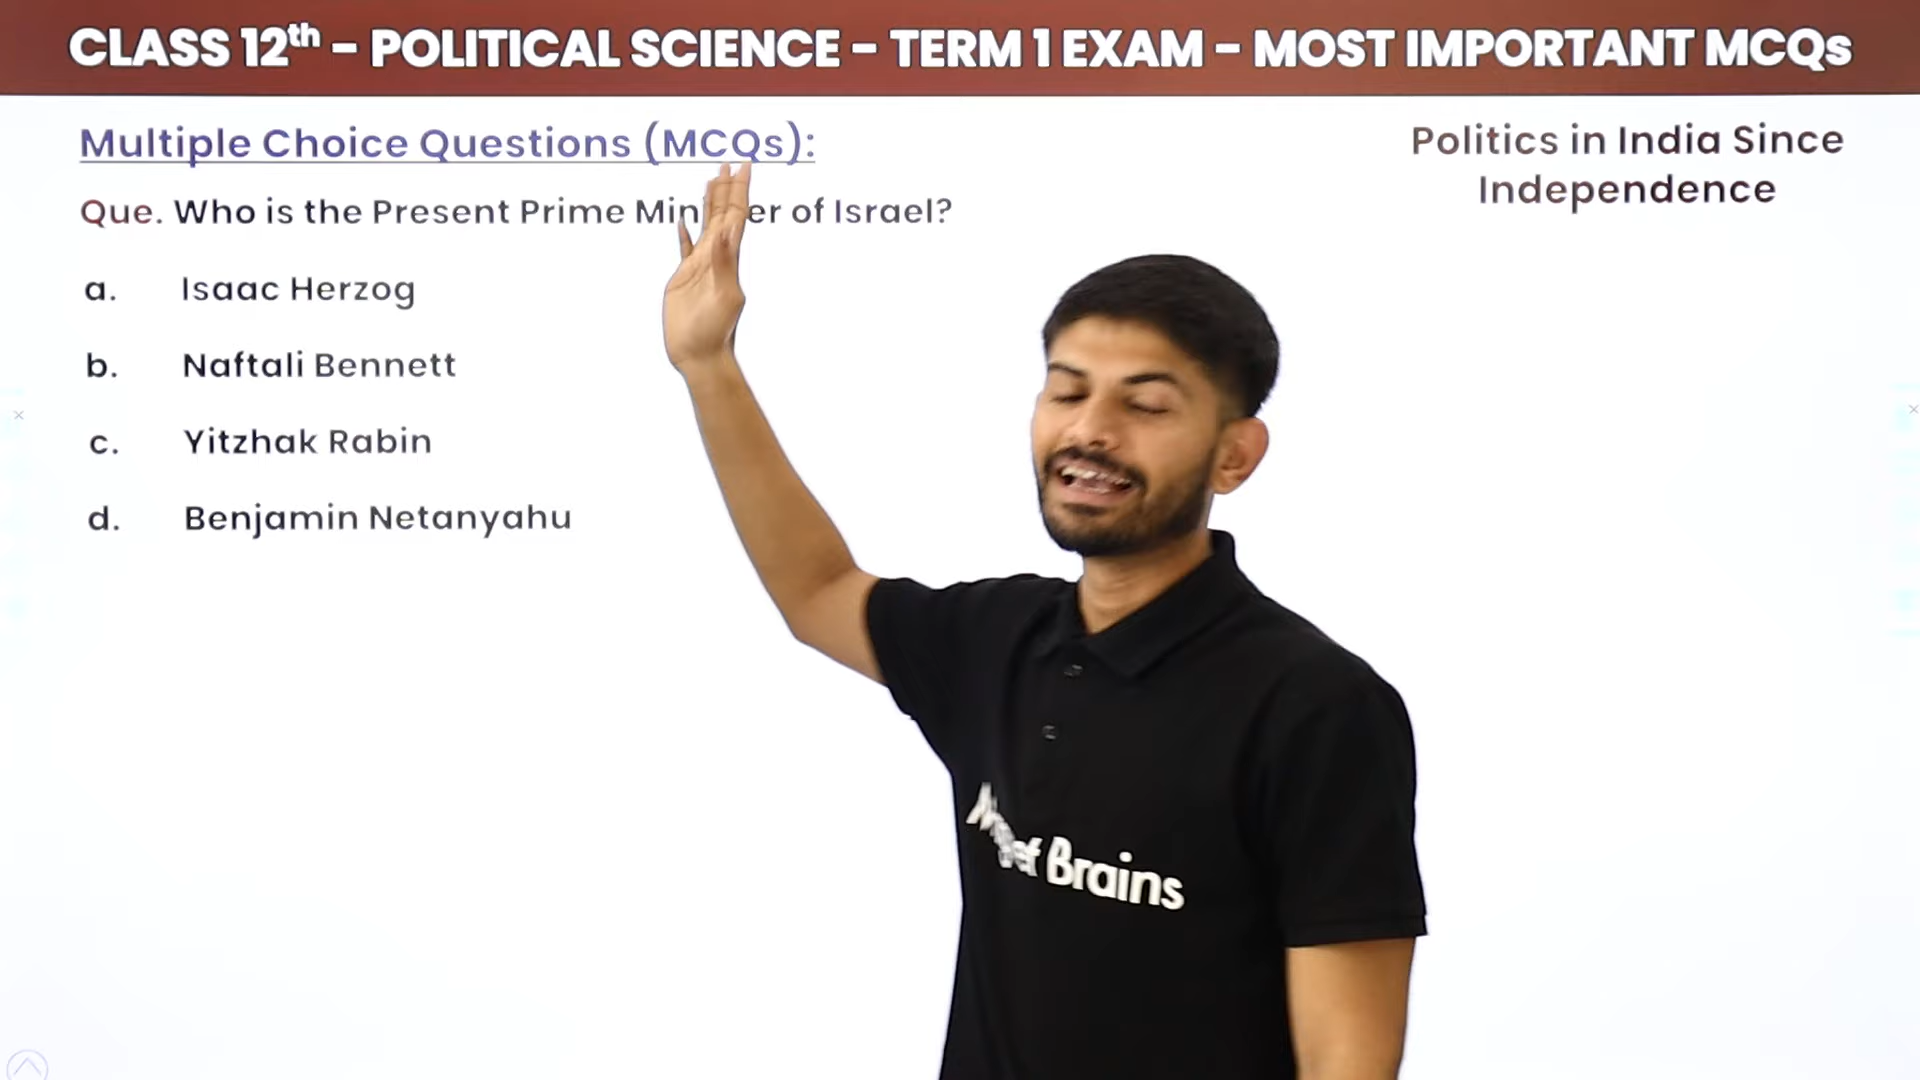 CLASS 12th – POLITICAL SCIENCE – TERM 1 EXAM – MOST IMPORTANT MCQs
Multiple Choice Questions (MCQs):
Politics in India Since
Independence
Que. Who is the Present Prime of Israel?
a. Isaac Herzog
b. Naftali Bennett
c. Yitzhak Rabin
d. Benjamin Netanyahu
Brains